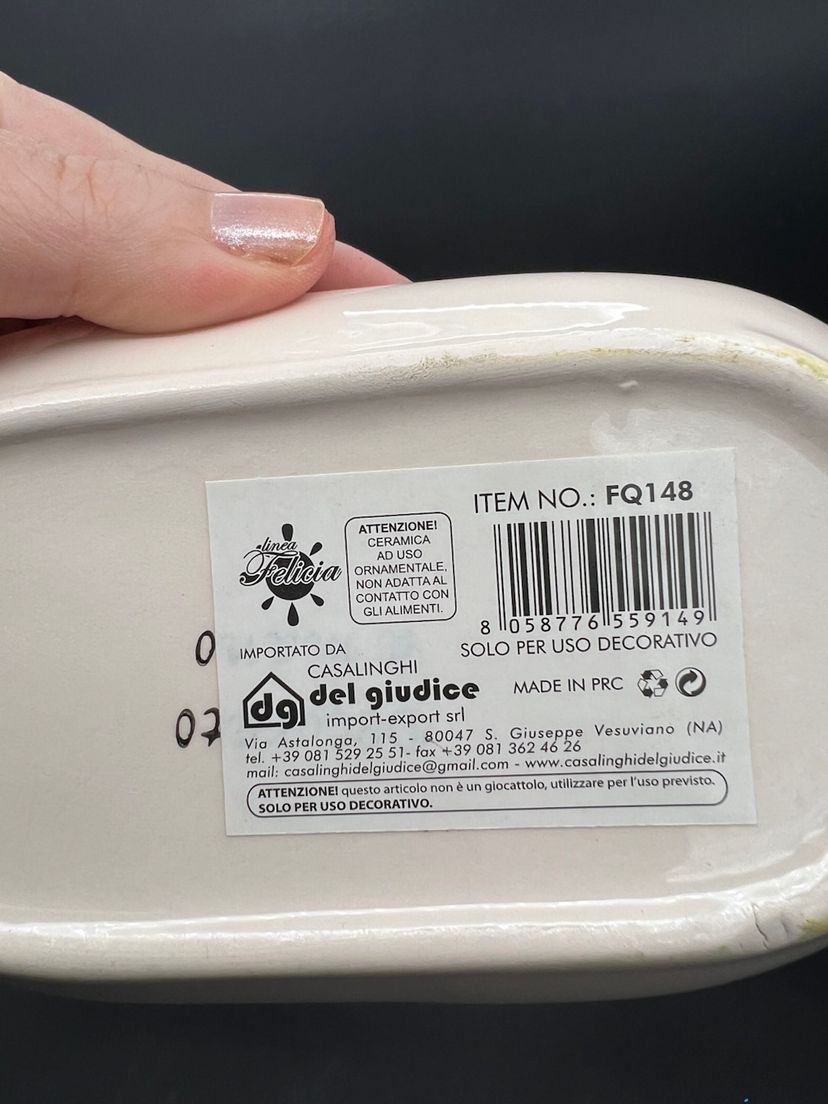 ITEM NO.: FQ148
linea
Felicia
ATTENZIONE!
CERAMICA
AD USO
ORNAMENTALE,
NON ADATTA AL
CONTATTO CON
GLI ALIMENTI.
8 058776 559149
SOLO PER USO DECORATIVO
IMPORTATO DA
CASALINGHI
dg del giudice
import-export srl
MADE IN PRC
Via Astalonga, 115 - 80047 S. Giuseppe Vesuviano (NA)
tel. +39 081 529 25 51- fax +39 081 362 46 26
mail: casalinghidelgiudice@gmail.com - www.casalinghidelgiudice.it
ATTENZIONE! questo articolo non è un giocattolo, utilizzare per l'uso previsto.
SOLO PER USO DECORATIVO.